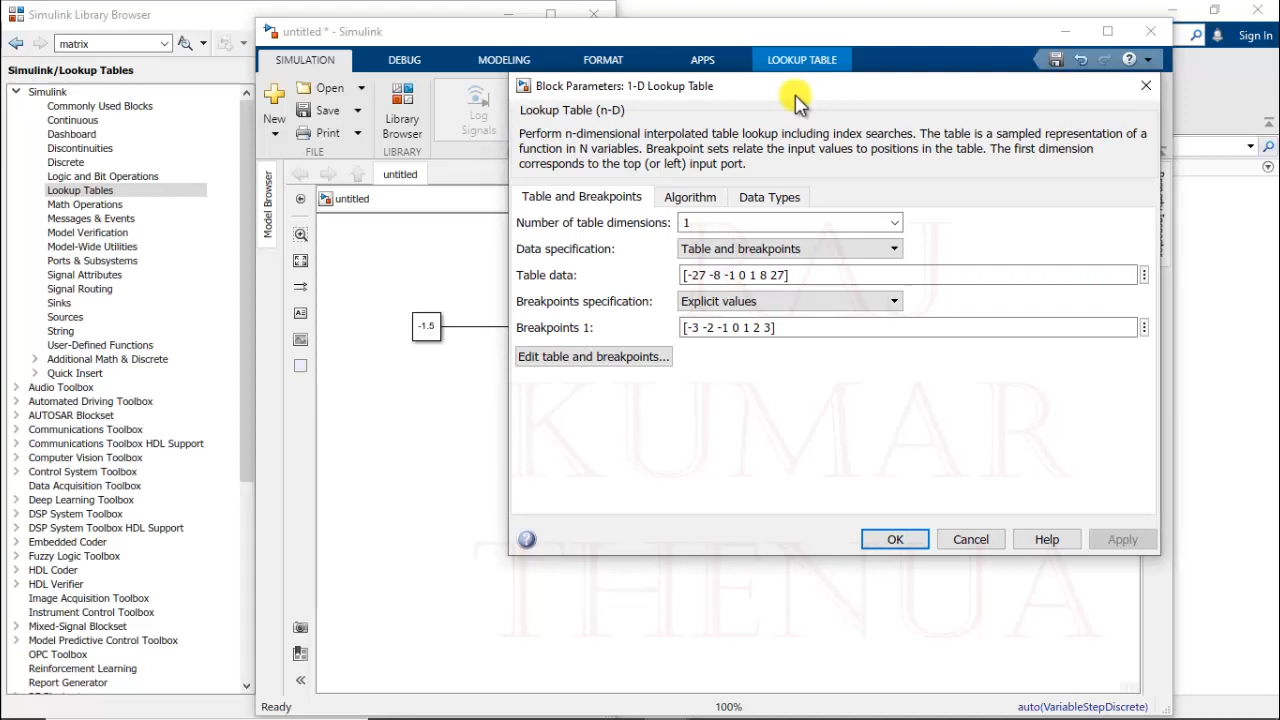 Simulink Library Browser
matrix
Simulink/Lookup Tables
Simulink
Commonly Used Blocks
Continuous
Dashboard
Discontinuities
Discrete
Logic and Bit Operations
Lookup Tables
Math Operations
Messages & Events
Model Verification
Model-Wide Utilities
Ports & Subsystems
Signal Attributes
Signal Routing
Sinks
Sources
String
User-Defined Functions
Additional Math & Discrete
Quick Insert
Audio Toolbox
Automated Driving Toolbox
AUTOSAR Blockset
Communications Toolbox
Communications Toolbox HDL Support
Computer Vision Toolbox
Control System Toolbox
Data Acquisition Toolbox
Deep Learning Toolbox
DSP System Toolbox
DSP System Toolbox HDL Support
Embedded Coder
Fuzzy Logic Toolbox
HDL Coder
HDL Verifier
Image Acquisition Toolbox
Instrument Control Toolbox
Mixed-Signal Blockset
Model Predictive Control Toolbox
OPC Toolbox
Reinforcement Learning
Report Generator
untitled * - Simulink
Sign In
SIMULATION DEBUG MODELING FORMAT APPS LOOKUP TABLE
New
Open
Save
Print
FILE
Library
Browser
LIBRARY
Log
Signals
untitled
Model Browser
untitled
-1.5
Block Parameters: 1-D Lookup Table
Lookup Table (n-D)
Perform n-dimensional interpolated table lookup including index searches. The table is a sampled representation of a
function in N variables. Breakpoint sets relate the input values to positions in the table. The first dimension
corresponds to the top (or left) input port.
Table and Breakpoints Algorithm Data Types
Number of table dimensions: 1
Data specification: Table and breakpoints
Table data: [-27 -8 -1 0 1 8 27]
Breakpoints specification: Explicit values
Breakpoints 1: [-3 -2 -1 0 1 2 3]
Edit table and breakpoints...
OK Cancel Help Apply
RAJ
KUMAR
THENUA
Ready 100% auto(VariableStepDiscrete)